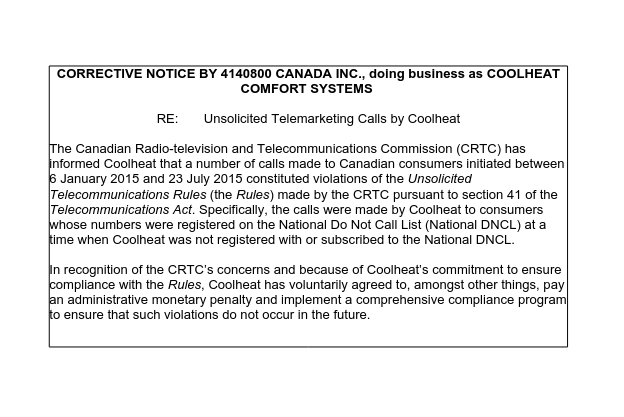 CORRECTIVE NOTICE BY 4140800 CANADA INC., doing business as COOLHEAT
COMFORT SYSTEMS
RE: Unsolicited Telemarketing Calls by Coolheat
The Canadian Radio-television and Telecommunications Commission (CRTC) has
informed Coolheat that a number of calls made to Canadian consumers initiated between
6 January 2015 and 23 July 2015 constituted violations of the Unsolicited
Telecommunications Rules (the Rules) made by the CRTC pursuant to section 41 of the
Telecommunications Act. Specifically, the calls were made by Coolheat to consumers
whose numbers were registered on the National Do Not Call List (National DNCL) at a
time when Coolheat was not registered with or subscribed to the National DNCL.
In recognition of the CRTC's concerns and because of Coolheat's commitment to ensure
compliance with the Rules, Coolheat has voluntarily agreed to, amongst other things, pay
an administrative monetary penalty and implement a comprehensive compliance program
to ensure that such violations do not occur in the future.